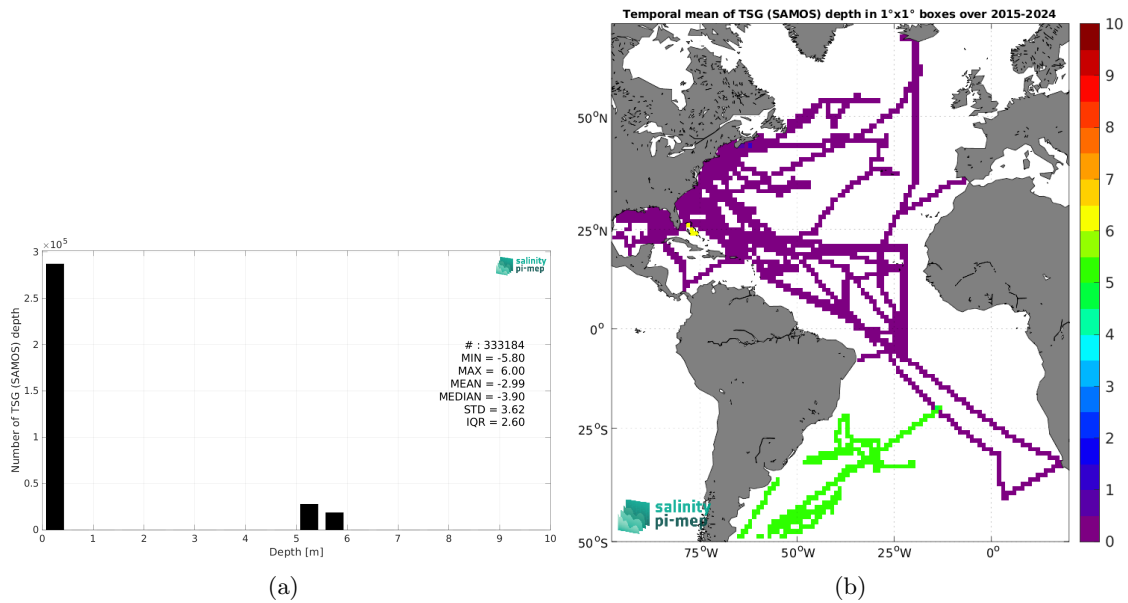 ×10⁵
3
2.5
2
1.5
1
0.5
0
0 1 2 3 4 5 6 7 8 9 10
Number of TSG (SAMOS) depth
Depth [m]
salinity
pi-mep
# : 333184
MIN = -5.80
MAX = 6.00
MEAN = -2.99
MEDIAN = -3.90
STD = 3.62
IQR = 2.60
(a)
Temporal mean of TSG (SAMOS) depth in 1°x1° boxes over 2015-2024
50°N
25°N
0°
25°S
50°S
75°W 50°W 25°W 0°
salinity
pi-mep
10
9
8
7
6
5
4
3
2
1
0
(b)